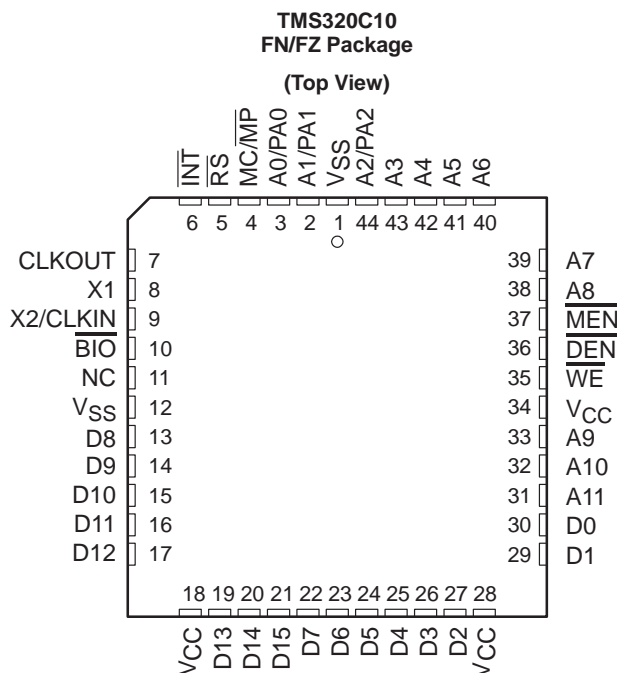 TMS320C10
FN/FZ Package
(Top View)
INT
RS
MC/MP
A0/PA0
A1/PA1
VSS
A2/PA2
A3
A4
A5
A6
6 5 4 3 2 1 44 43 42 41 40
CLKOUT 7 39 A7
X1 8 38 A8
X2/CLKIN 9 37 MEN
BIO 10 36 DEN
NC 11 35 WE
VSS 12 34 VCC
D8 13 33 A9
D9 14 32 A10
D10 15 31 A11
D11 16 30 D0
D12 17 29 D1
18 19 20 21 22 23 24 25 26 27 28
VCC
D13
D14
D15
D7
D6
D5
D4
D3
D2
VCC